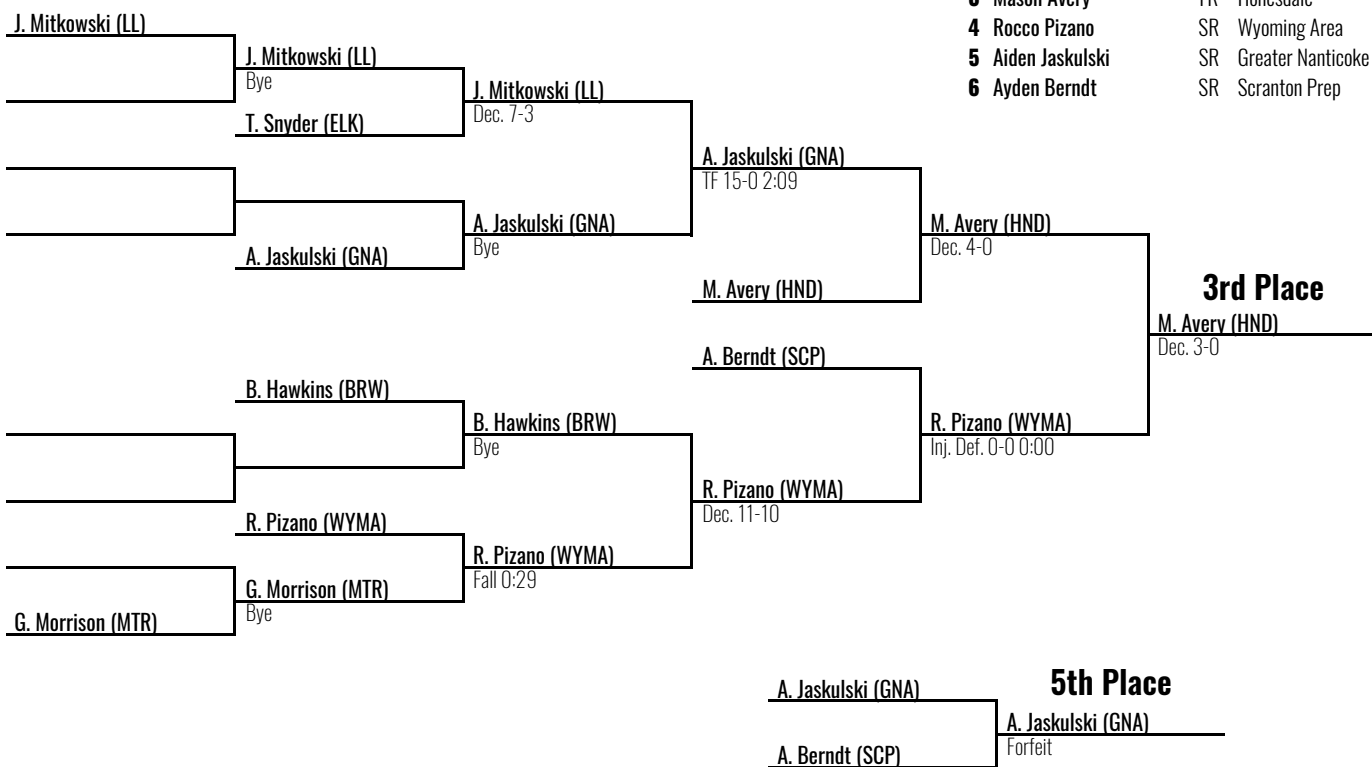 3 Mason Avery FR Honesdale
4 Rocco Pizano SR Wyoming Area
5 Aiden Jaskulski SR Greater Nanticoke
6 Ayden Berndt SR Scranton Prep
J. Mitkowski (LL)
J. Mitkowski (LL)
Bye
T. Snyder (ELK)
J. Mitkowski (LL)
Dec. 7-3
A. Jaskulski (GNA)
A. Jaskulski (GNA)
Bye
A. Jaskulski (GNA)
TF 15-0 2:09
M. Avery (HND)
M. Avery (HND)
Dec. 4-0
3rd Place
M. Avery (HND)
Dec. 3-0
A. Berndt (SCP)
B. Hawkins (BRW)
B. Hawkins (BRW)
Bye
R. Pizano (WYMA)
Inj. Def. 0-0 0:00
R. Pizano (WYMA)
Dec. 11-10
R. Pizano (WYMA)
R. Pizano (WYMA)
Fall 0:29
G. Morrison (MTR)
Bye
G. Morrison (MTR)
5th Place
A. Jaskulski (GNA)
A. Jaskulski (GNA)
Forfeit
A. Berndt (SCP)